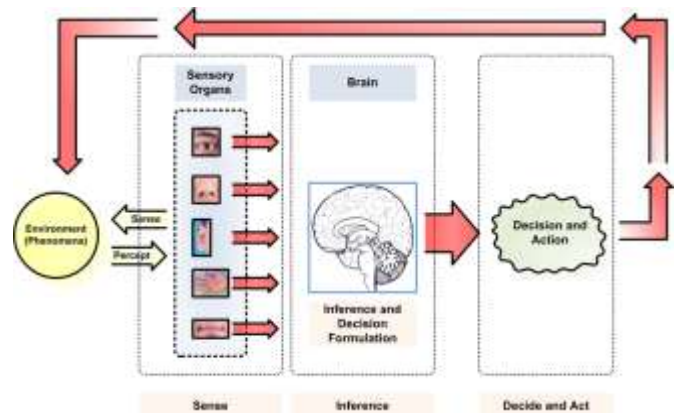 Sensory
Organs
Brain
Environment
(Phenomena)
Sense
Percept
Decision and
Action
Inference and
Decision
Formulation
Sense
Inference
Decide and Act